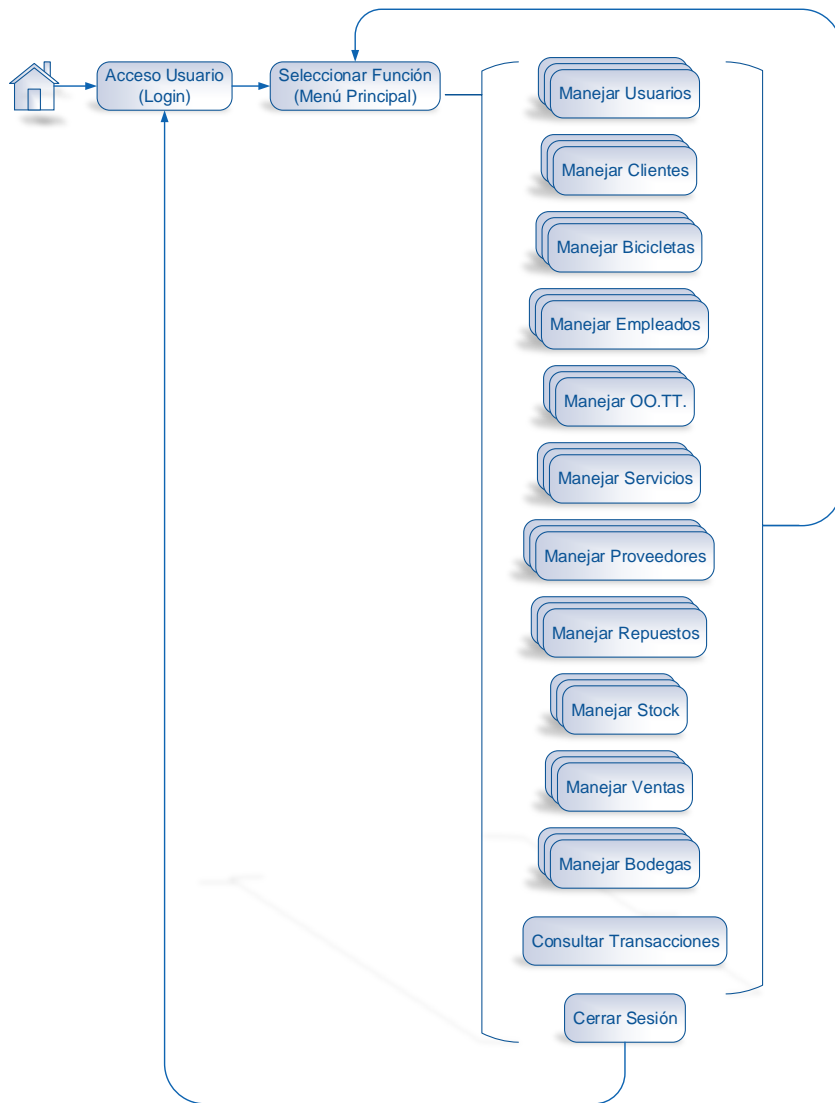 Acceso Usuario
(Login)
Seleccionar Función
(Menú Principal)
Manejar Usuarios
Manejar Clientes
Manejar Bicicletas
Manejar Empleados
Manejar OO.TT.
Manejar Servicios
Manejar Proveedores
Manejar Repuestos
Manejar Stock
Manejar Ventas
Manejar Bodegas
Consultar Transacciones
Cerrar Sesión